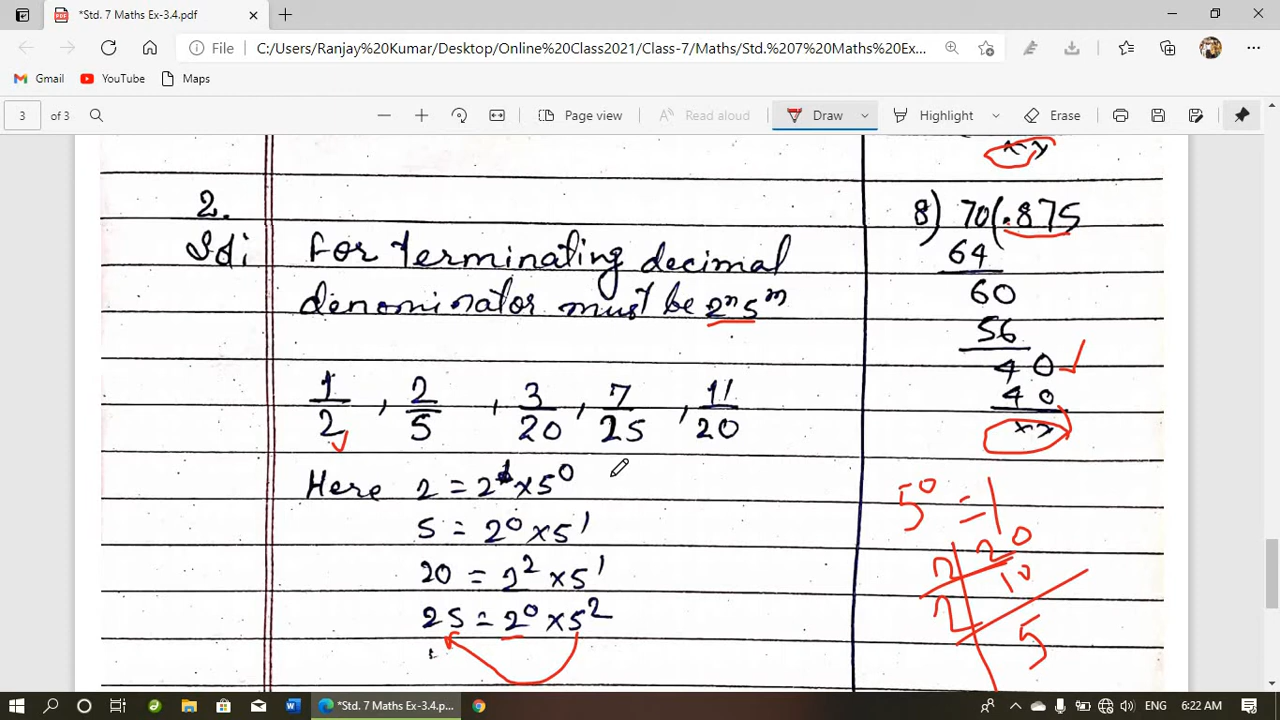 *Std. 7 Maths Ex-3.4.pdf
File C:/Users/Ranjay%20Kumar/Desktop/Online%20Class2021/Class-7/Maths/Std.%207%20Maths%20Ex...
Gmail YouTube Maps
3 of 3 Page view Read aloud Draw Highlight Erase
2.
Sol: For terminating decimal
denominator must be 2ⁿ5ᵐ
1/2, 2/5, 3/20, 7/25, 11/20
Here 2 = 2¹×5⁰
5 = 2⁰×5¹
20 = 2²×5¹
25 = 2⁰×5²
xy
8) 70(.875
64
60
56
40
40
xy
5⁰ = 1
2 20
2 10
5
*Std. 7 Maths Ex-3.4.p...
ENG 6:22 AM